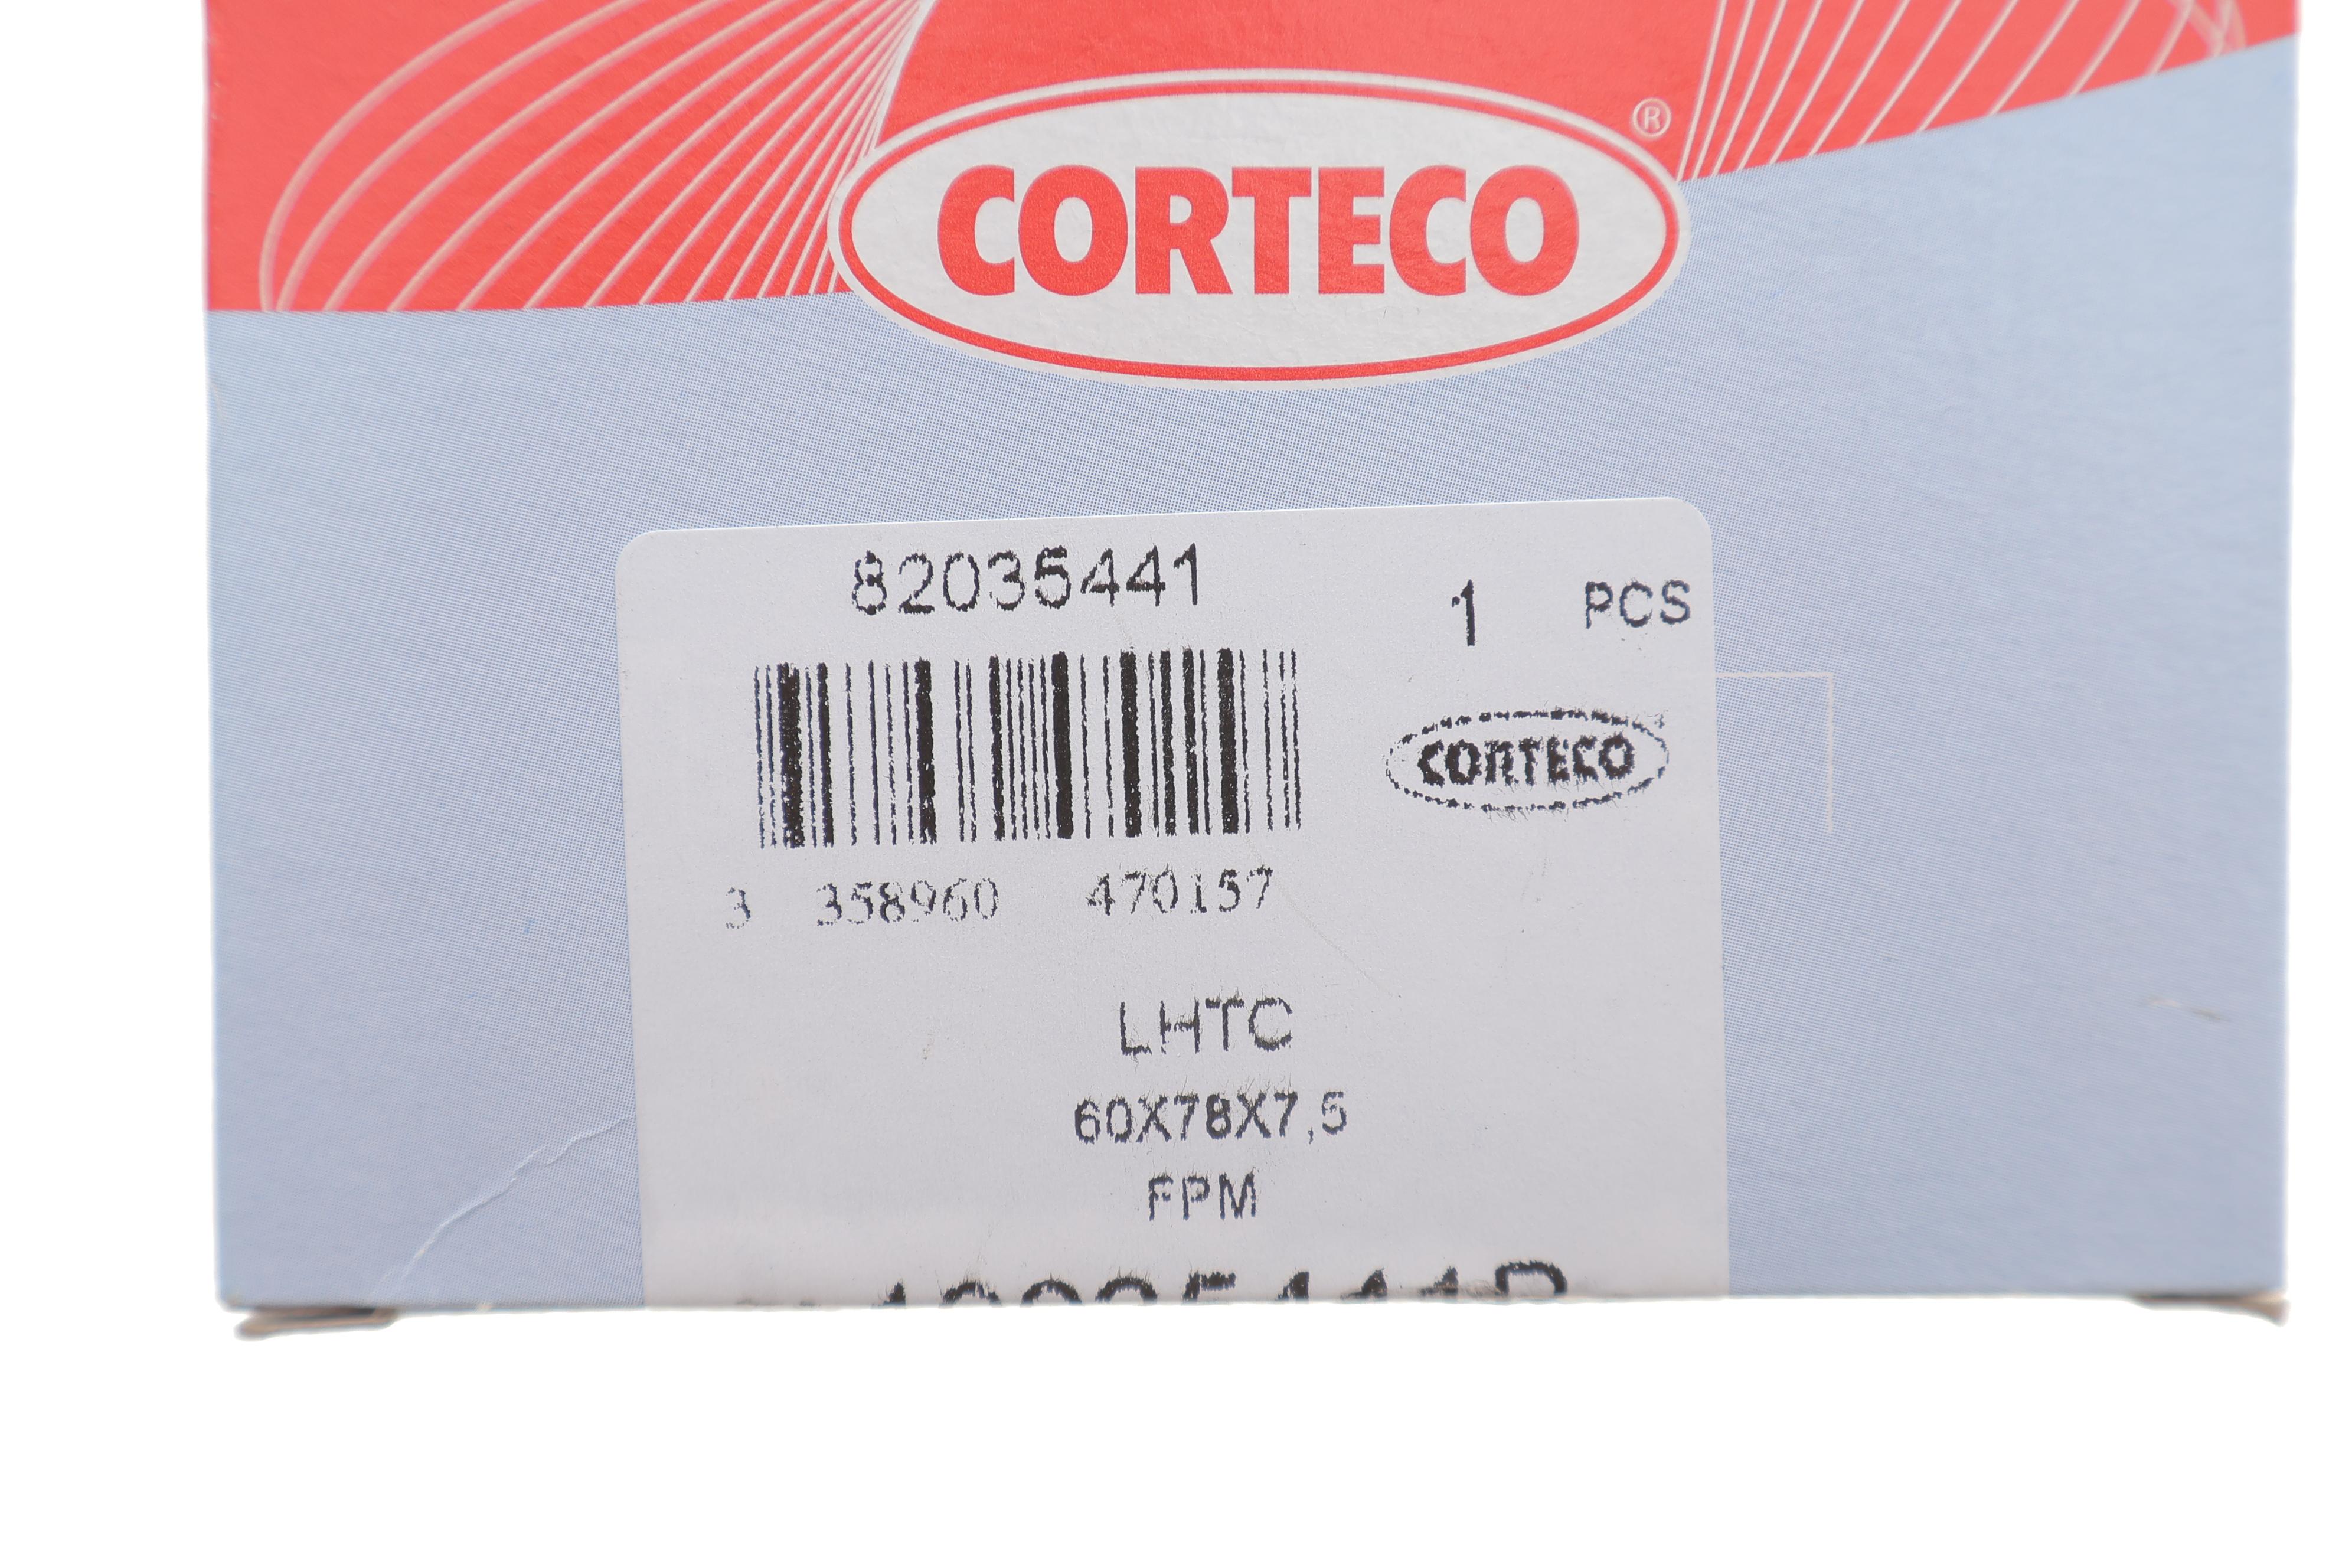 CORTECO ®
82035441
1 PCS
CORTECO
3 358960 470157
LHTC
60X78X7,5
FPM